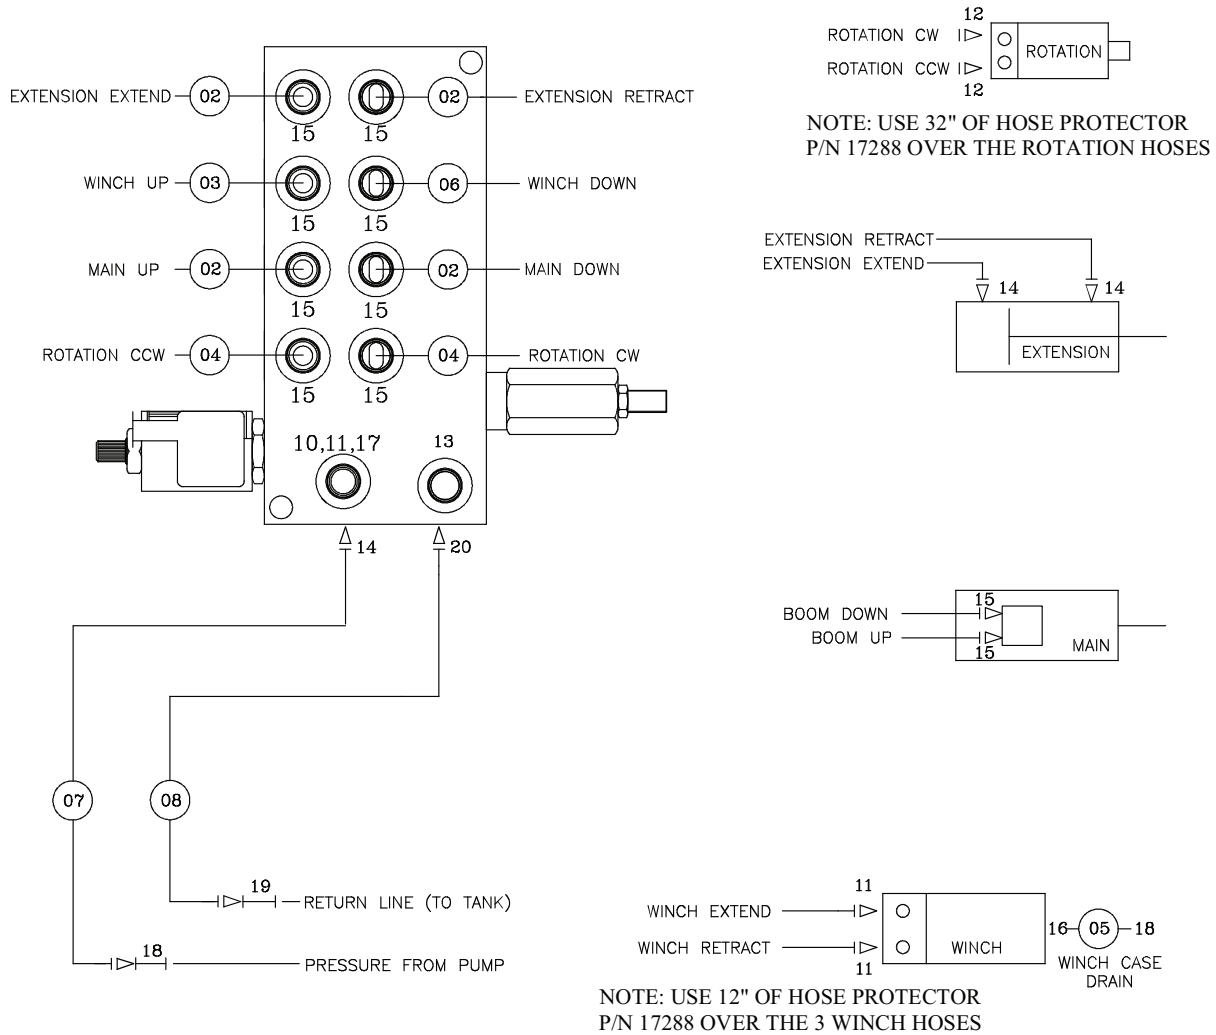 EXTENSION EXTEND 02 02 EXTENSION RETRACT
15 15
WINCH UP 03 06 WINCH DOWN
15 15
MAIN UP 02 02 MAIN DOWN
15 15
ROTATION CCW 04 04 ROTATION CW
15 15
10,11,17 13
14 20
07 08
19
RETURN LINE (TO TANK)
18
PRESSURE FROM PUMP
12
ROTATION CW
ROTATION
ROTATION CCW
12
NOTE: USE 32" OF HOSE PROTECTOR
P/N 17288 OVER THE ROTATION HOSES
EXTENSION RETRACT
EXTENSION EXTEND
14 14
EXTENSION
15
BOOM DOWN
BOOM UP
15
MAIN
11
WINCH EXTEND
WINCH RETRACT
11
WINCH
16 05 18
WINCH CASE
DRAIN
NOTE: USE 12" OF HOSE PROTECTOR
P/N 17288 OVER THE 3 WINCH HOSES